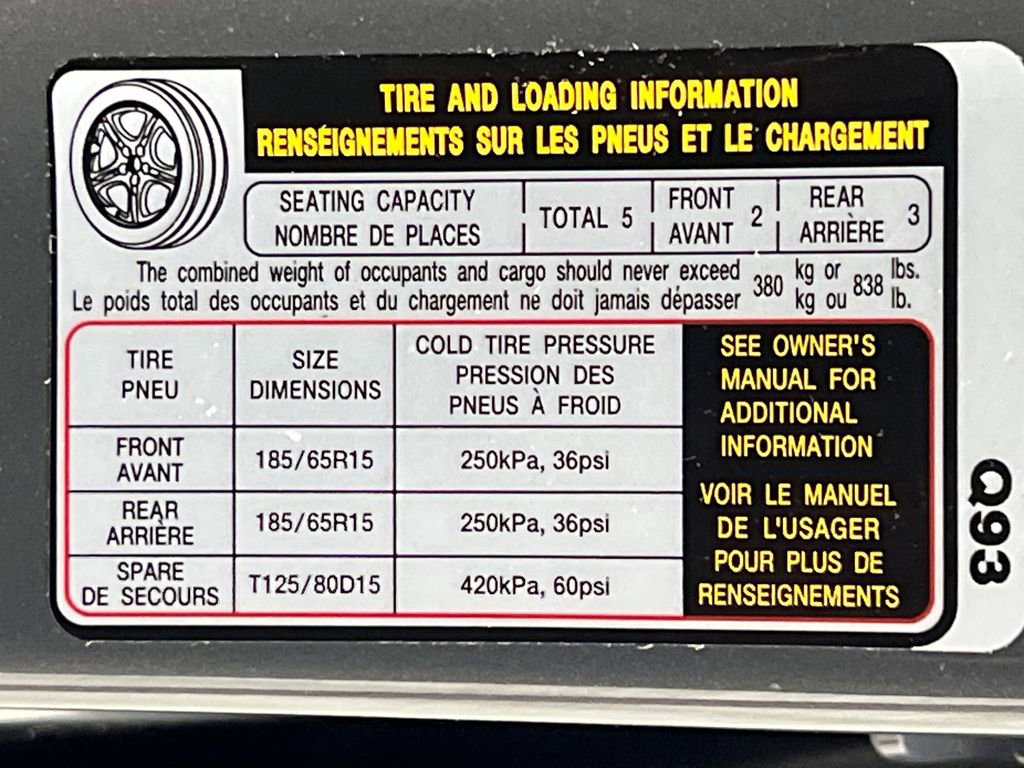 TIRE AND LOADING INFORMATION
RENSEIGNEMENTS SUR LES PNEUS ET LE CHARGEMENT
SEATING CAPACITY
NOMBRE DE PLACES
TOTAL 5
FRONT
AVANT
2
REAR
ARRIÈRE
3
The combined weight of occupants and cargo should never exceed
Le poids total des occupants et du chargement ne doit jamais dépasser
380
kg or
kg ou
838
lbs.
lb.
TIRE
PNEU
SIZE
DIMENSIONS
COLD TIRE PRESSURE
PRESSION DES
PNEUS À FROID
FRONT
AVANT
185/65R15
250kPa, 36psi
REAR
ARRIÈRE
185/65R15
250kPa, 36psi
SPARE
DE SECOURS
T125/80D15
420kPa, 60psi
SEE OWNER'S
MANUAL FOR
ADDITIONAL
INFORMATION
VOIR LE MANUEL
DE L'USAGER
POUR PLUS DE
RENSEIGNEMENTS
Q93